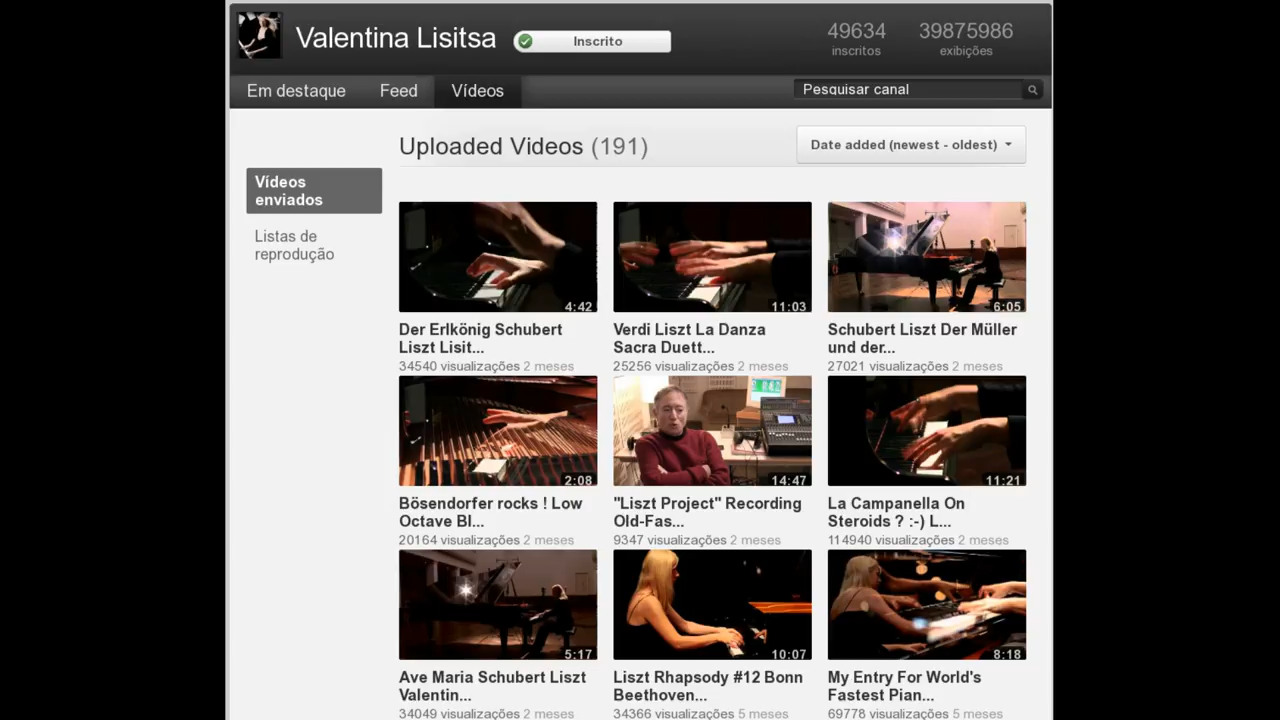 Valentina Lisitsa
Inscrito
49634
inscritos
39875986
exibições
Em destaque
Feed
Vídeos
Pesquisar canal
Uploaded Videos (191)
Date added (newest - oldest)
Vídeos
enviados
Listas de
reprodução
4:42
11:03
6:05
Der Erlkönig Schubert
Liszt Lisit...
34540 visualizações 2 meses
Verdi Liszt La Danza
Sacra Duett...
25256 visualizações 2 meses
Schubert Liszt Der Müller
und der...
27021 visualizações 2 meses
2:08
14:47
11:21
Bösendorfer rocks ! Low
Octave Bl...
20164 visualizações 2 meses
"Liszt Project" Recording
Old-Fas...
9347 visualizações 2 meses
La Campanella On
Steroids ? :-) L...
114940 visualizações 2 meses
5:17
10:07
8:18
Ave Maria Schubert Liszt
Valentin...
34049 visualizações 2 meses
Liszt Rhapsody #12 Bonn
Beethoven...
34366 visualizações 5 meses
My Entry For World's
Fastest Pian...
69778 visualizações 5 meses